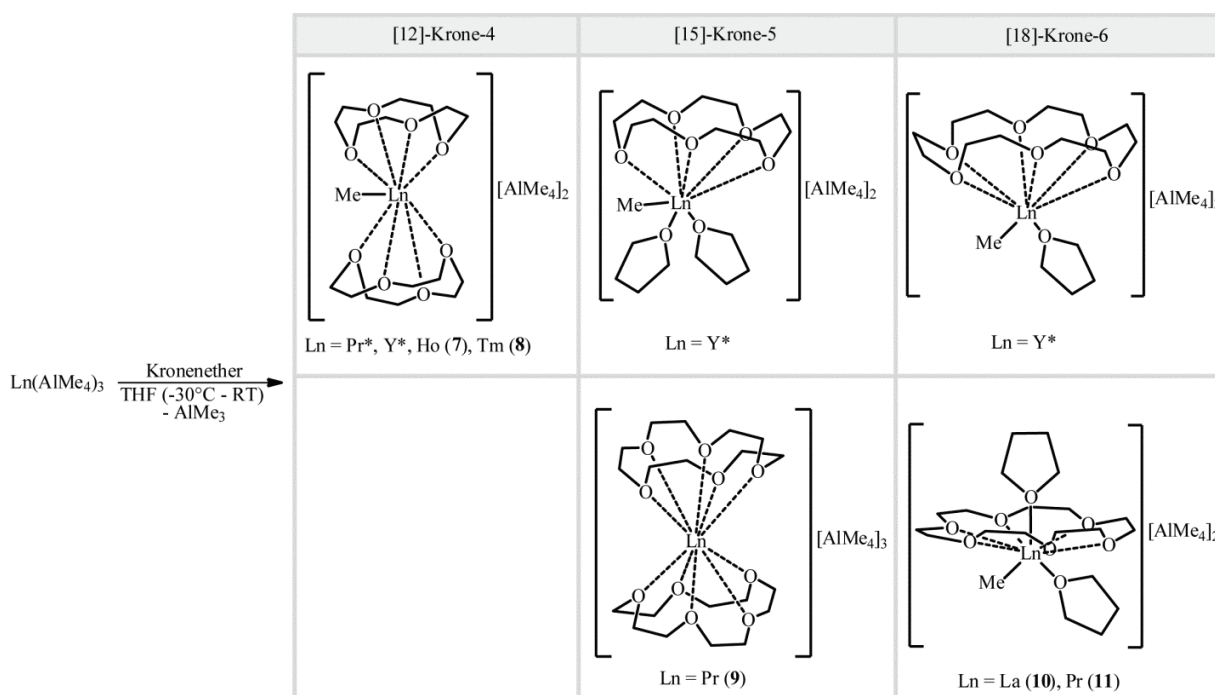 [12]-Krone-4
[15]-Krone-5
[18]-Krone-6
O O O O
Me Ln
O O O O
[AlMe4]2
Ln = Pr*, Y*, Ho (7), Tm (8)
O O O O O
Me Ln
O O
[AlMe4]2
Ln = Y*
O O O O O O
Ln
Me O
[AlMe4]
Ln = Y*
Ln(AlMe4)3
Kronenether
THF (-30°C - RT)
- AlMe3
O O O O O
Ln
O O O O O
[AlMe4]3
Ln = Pr (9)
O
O O O O O O
Ln
Me O
[AlMe4]2
Ln = La (10), Pr (11)